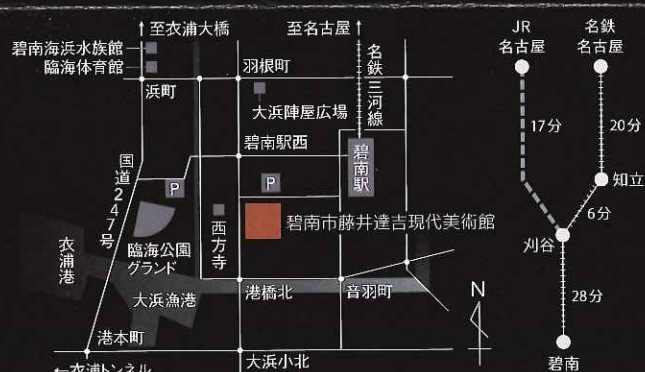 ↑至衣浦大橋
至名古屋↑
碧南海浜水族館
臨海体育館
浜町
羽根町
大浜陣屋広場
名鉄三河線
碧南駅西
碧南駅
国道247号
P
P
西方寺
碧南市藤井達吉現代美術館
臨海公園
グランド
衣浦港
大浜漁港
港橋北
音羽町
港本町
←衣浦トンネル
大浜小北
N
JR
名古屋
名鉄
名古屋
17分
20分
知立
6分
刈谷
28分
碧南